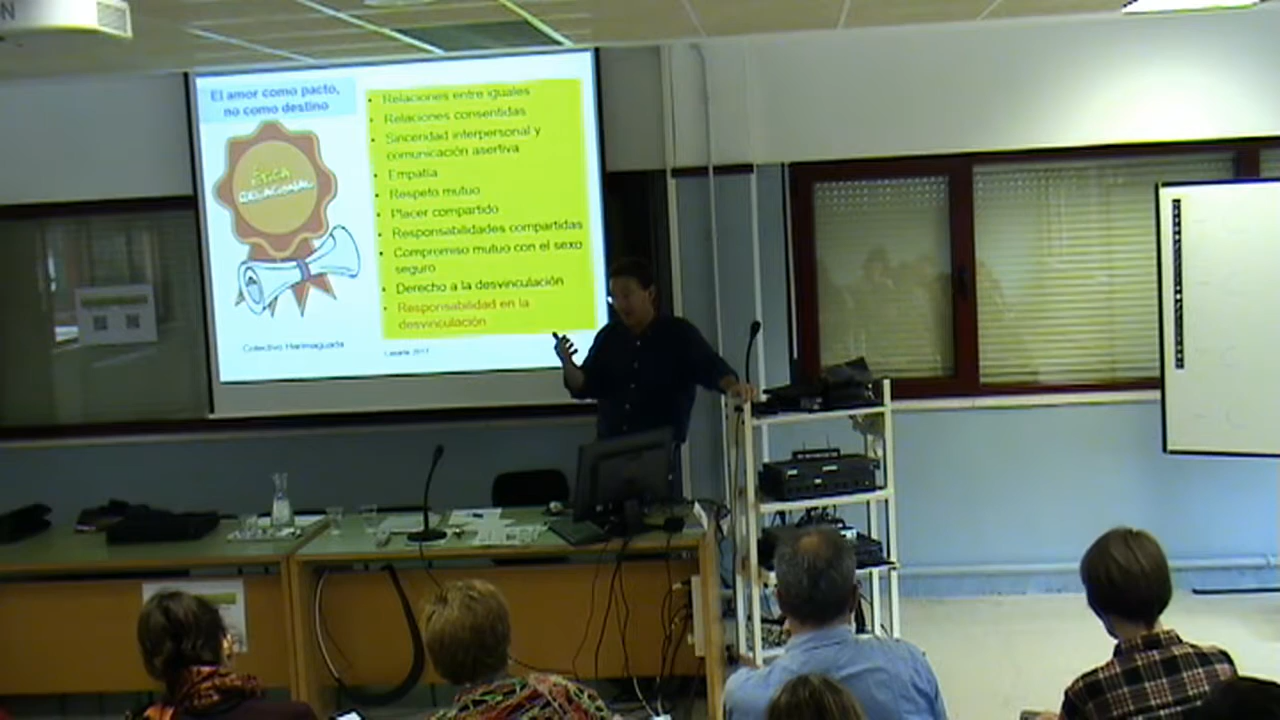 El amor como pacto,
no como destino
ÉTICA
RELACIONAL
• Relaciones entre iguales
• Relaciones consentidas
• Sinceridad interpersonal y
comunicación asertiva
• Empatía
• Respeto mutuo
• Placer compartido
• Responsabilidades compartidas
• Compromiso mutuo con el sexo
seguro
• Derecho a la desvinculación
• Responsabilidad en la
desvinculación
Colectivo Harimaguada